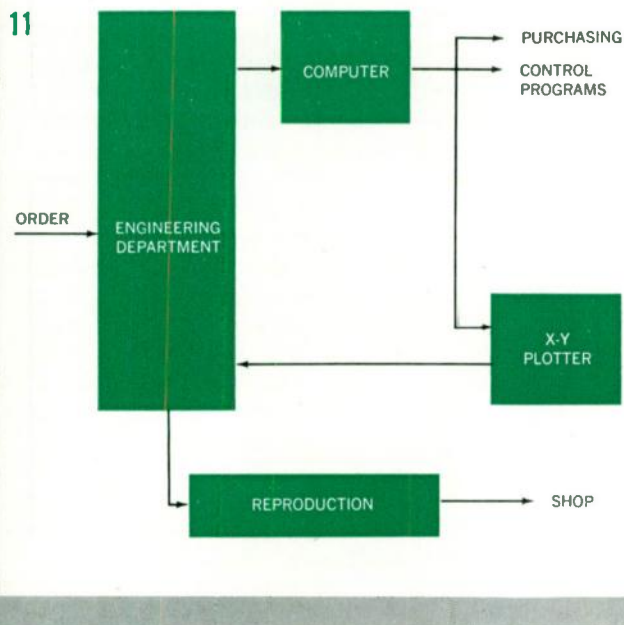 11
COMPUTER
PURCHASING
CONTROL
PROGRAMS
ORDER
ENGINEERING
DEPARTMENT
X-Y
PLOTTER
REPRODUCTION
SHOP